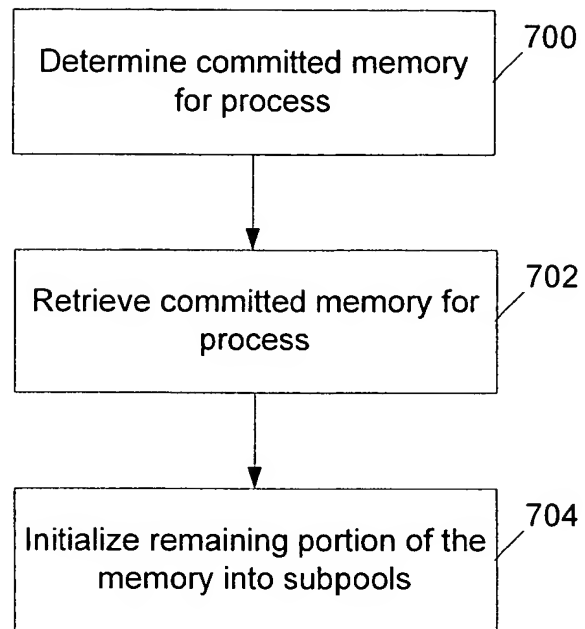 Determine committed memory
for process
700
Retrieve committed memory for
process
702
Initialize remaining portion of the
memory into subpools
704